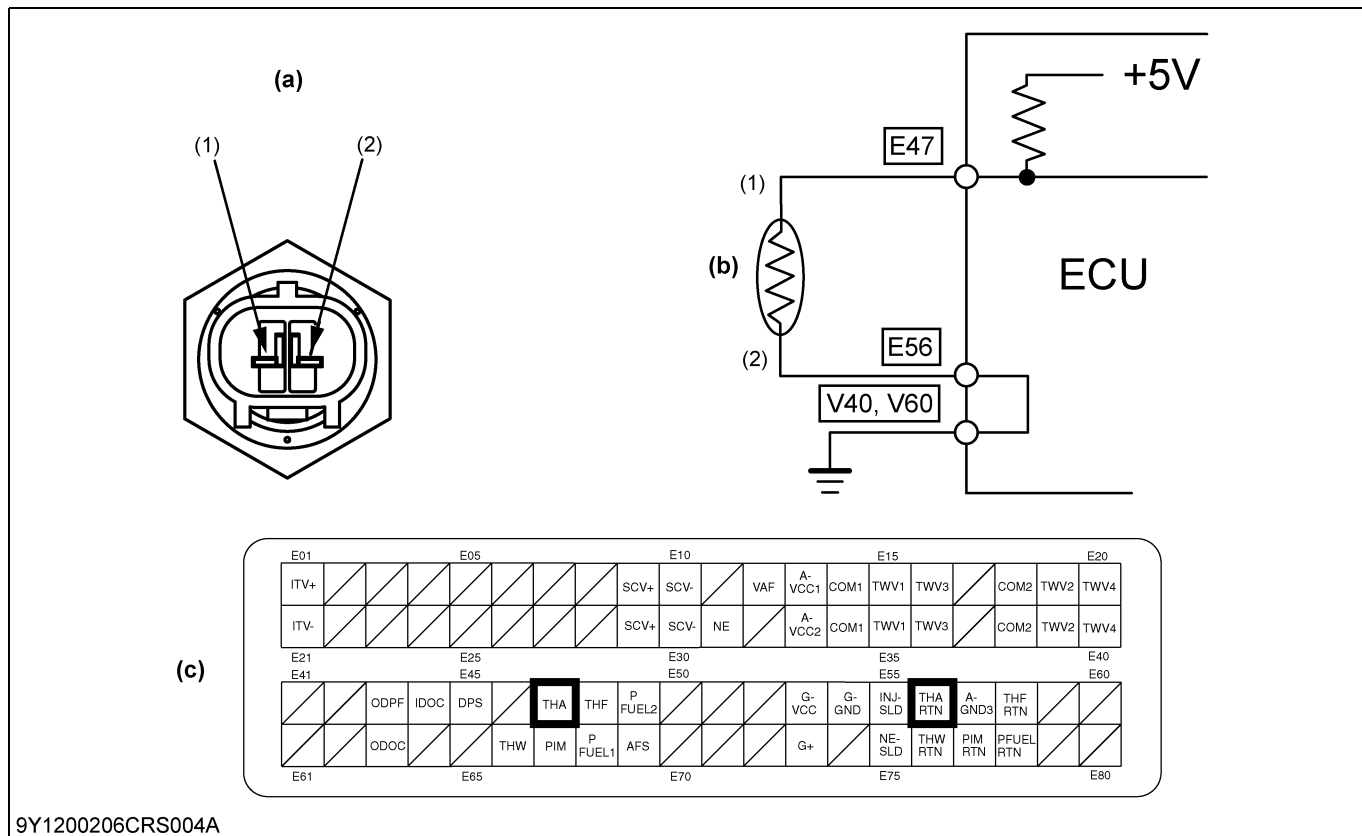 (a)
(1) (2)
+5V
E47
(1)
(b)
ECU
E56
(2)
V40, V60
(c)
E01 E05 E10 E15 E20
ITV+ SCV+ SCV- VAF A-VCC1 COM1 TWV1 TWV3 COM2 TWV2 TWV4
ITV- SCV+ SCV- NE A-VCC2 COM1 TWV1 TWV3 COM2 TWV2 TWV4
E21 E25 E30 E35 E40
E41 E45 E50 E55 E60
ODPF IDOC DPS THA THF P FUEL2 G-VCC G-GND INJ-SLD THA RTN A-GND3 THF RTN
ODOC THW PIM P FUEL1 AFS G+ NE-SLD THW RTN PIM RTN PFUEL RTN
E61 E65 E70 E75 E80
9Y1200206CRS004A